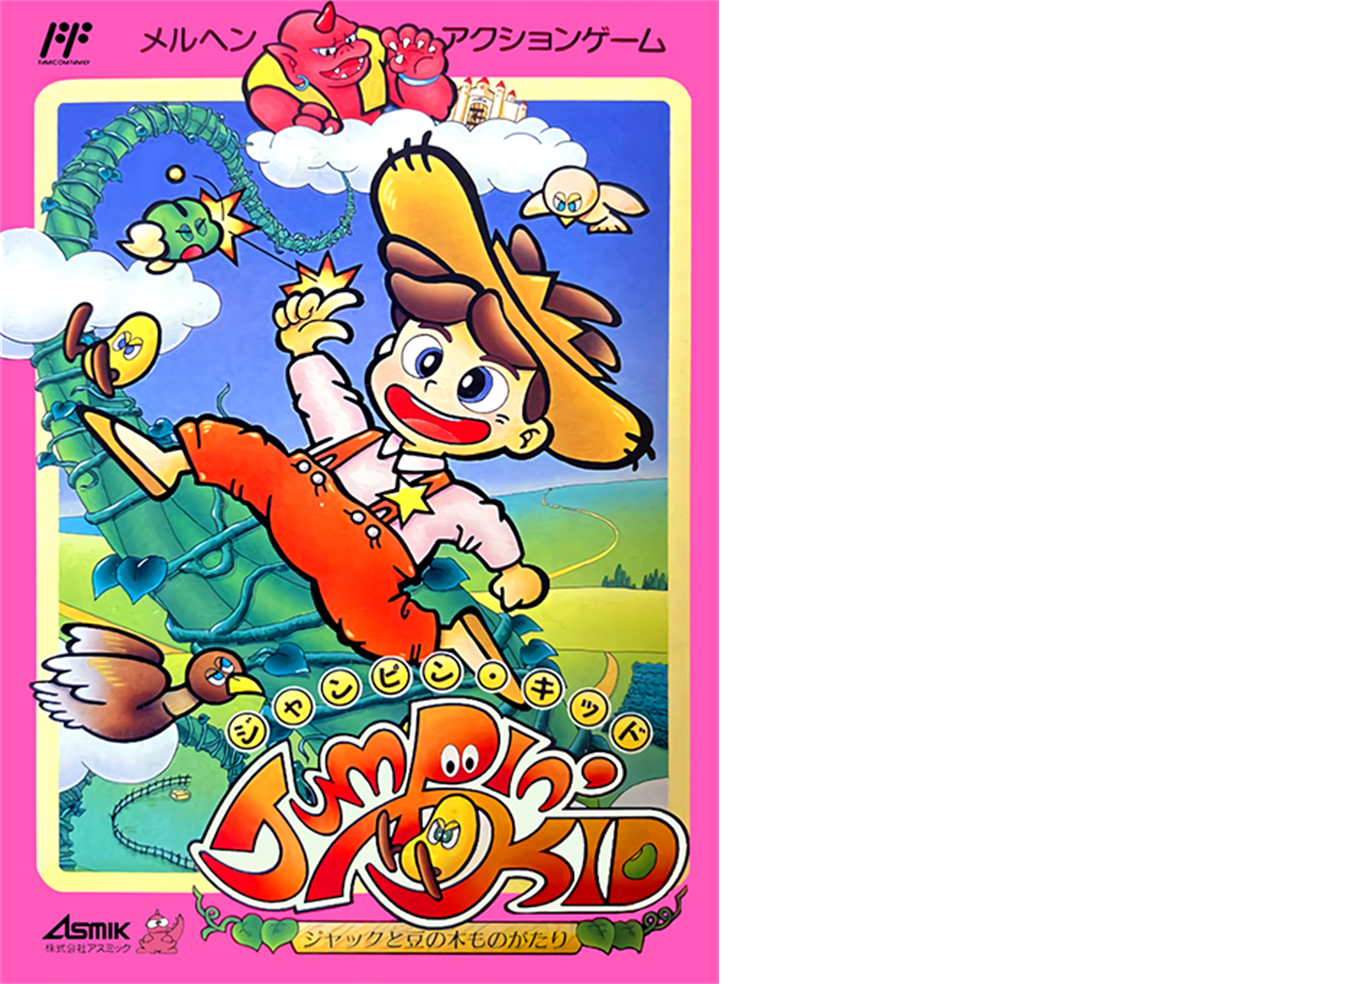 FAMICOM FAMILY
メルヘン アクションゲーム
ジャンピン・キッド
JUMPIN' KID
ASMIK
株式会社アスミック
ジャックと豆の木ものがたり